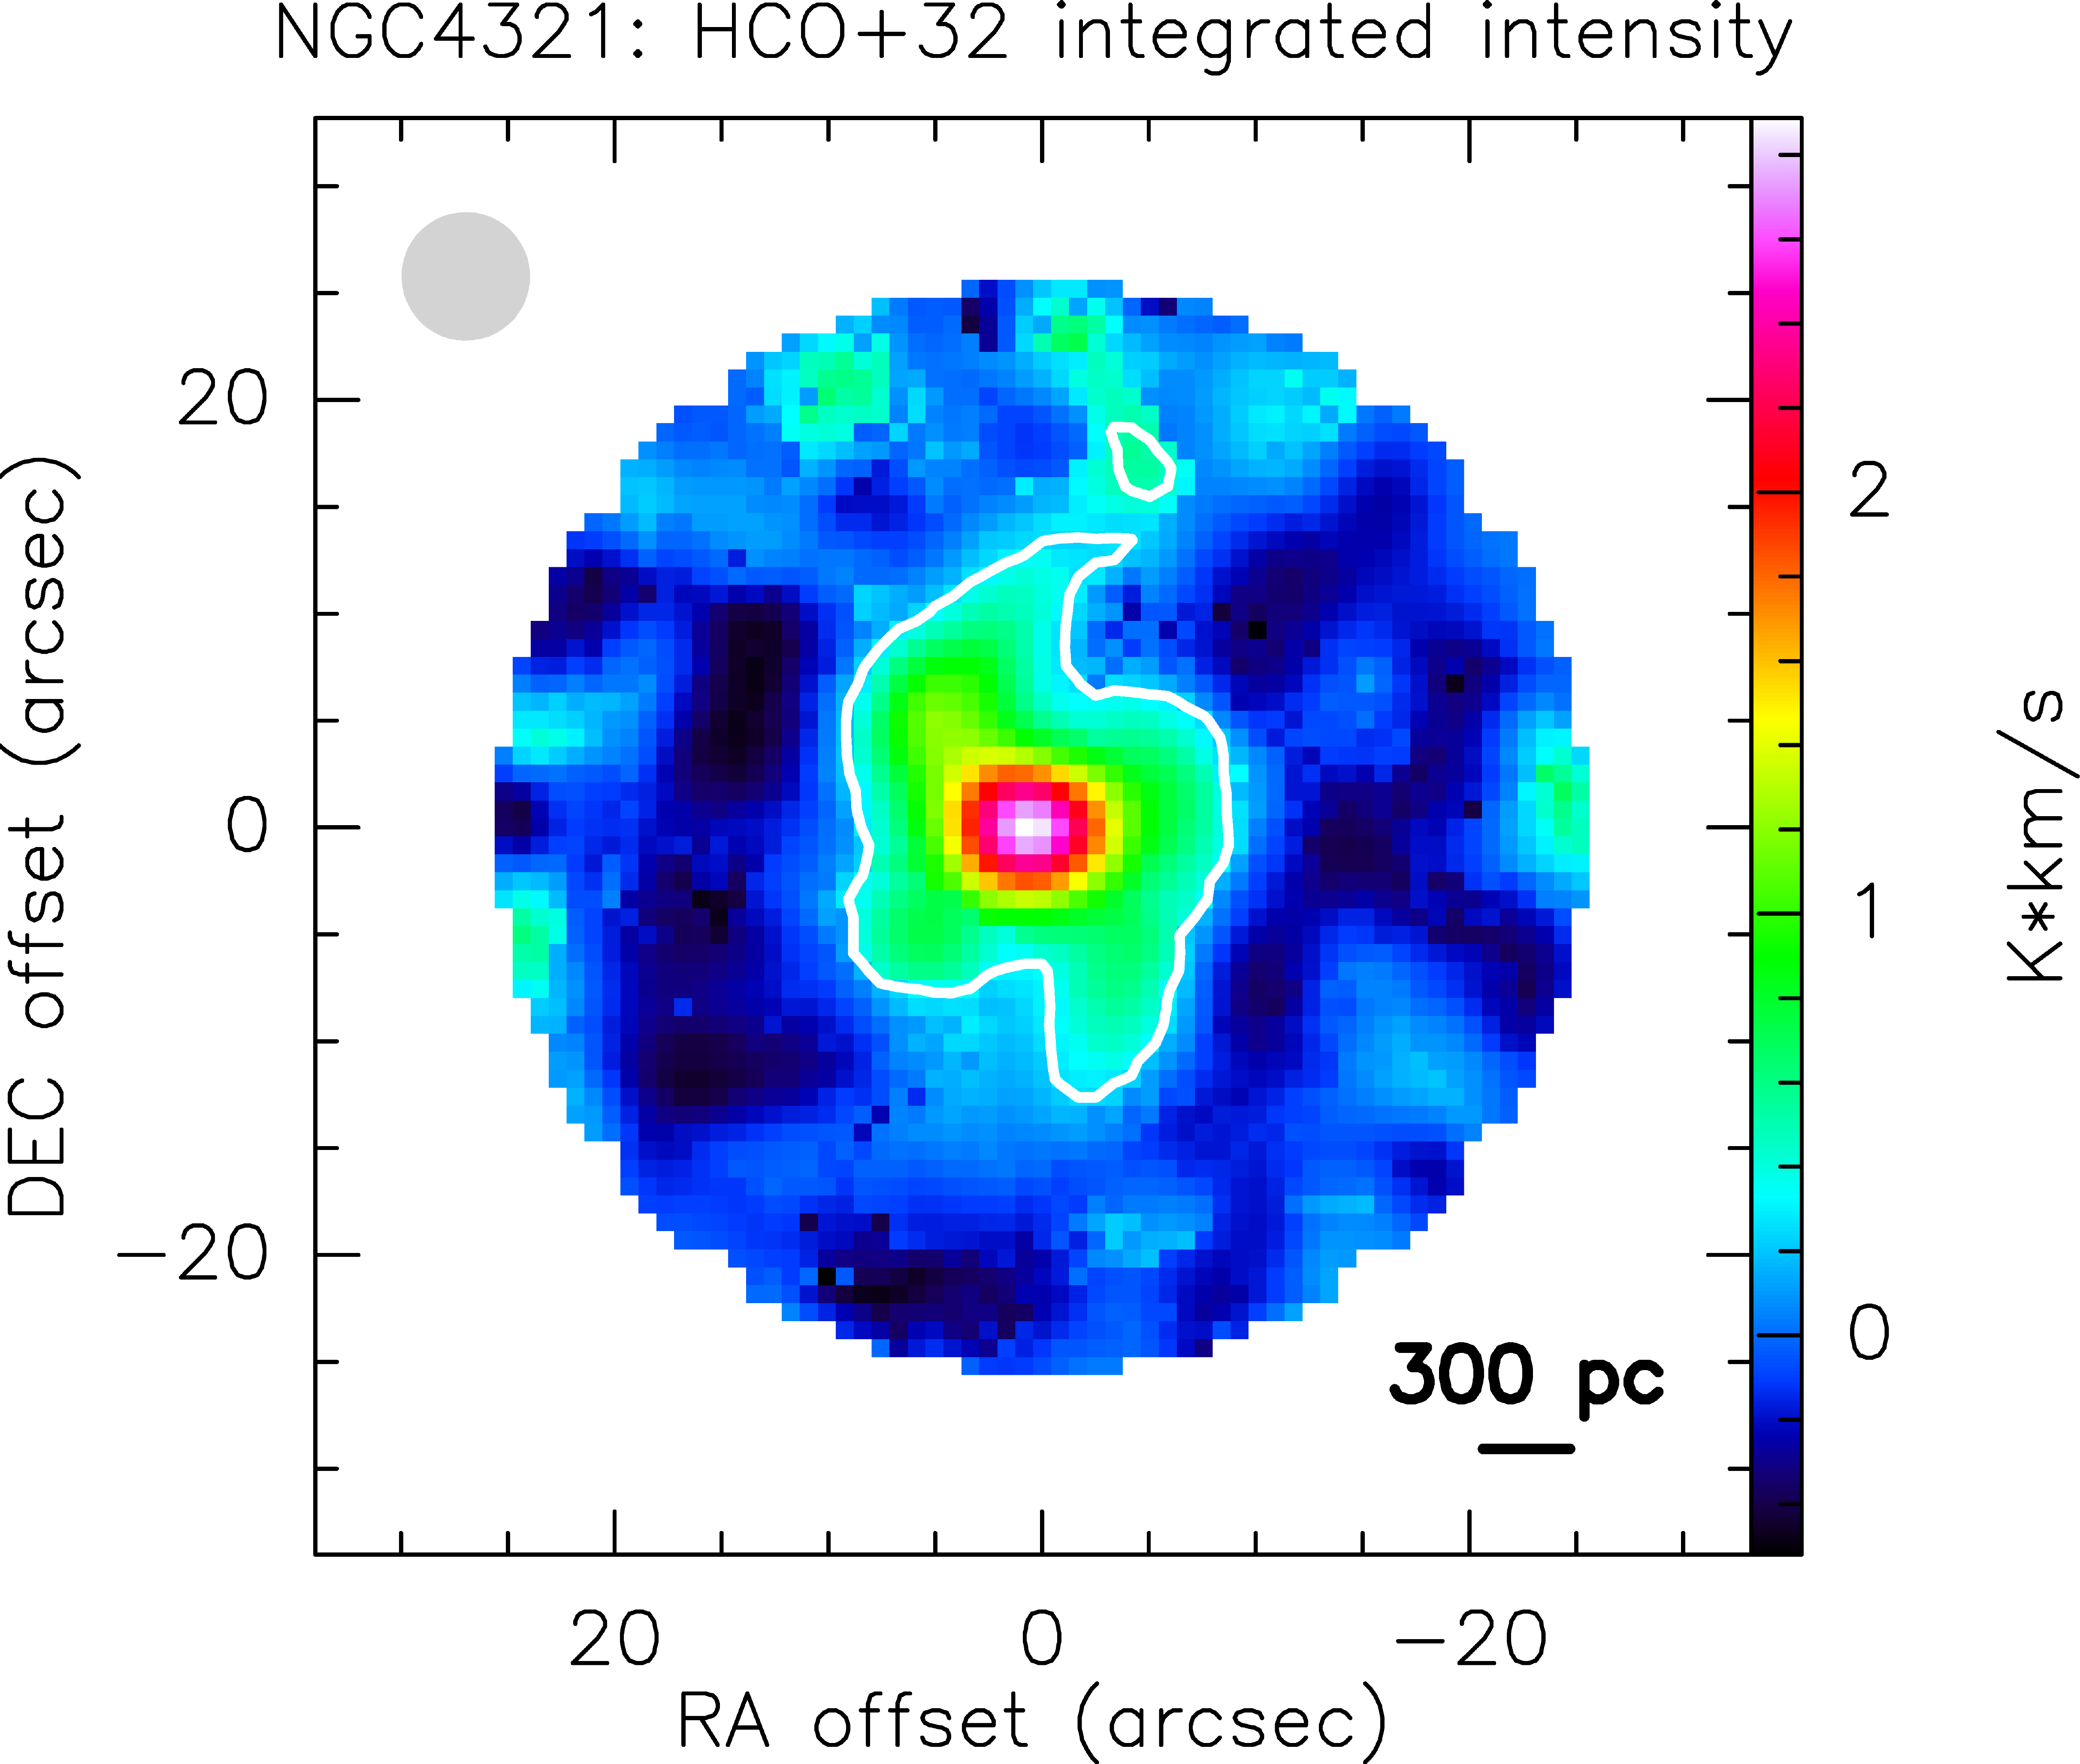 NGC4321: HCO+32 integrated intensity
20
0
−20
DEC offset (arcsec)
2
1
0
K*km/s
300 pc
20 0 −20
RA offset (arcsec)